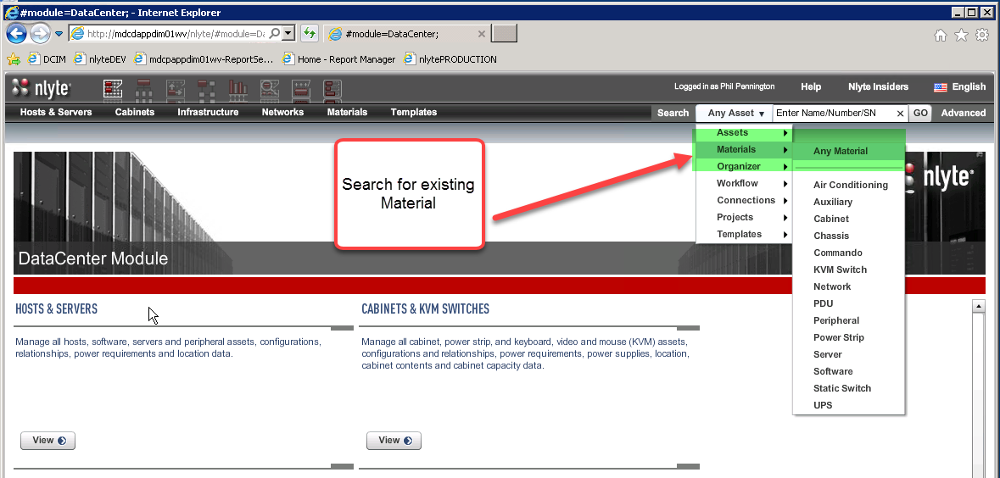 #module=DataCenter; - Internet Explorer
http://mdcdappdim01wv/nlyte/#module=Da
#module=DataCenter;
DCIM
nlyteDEV
mdcpappdim01wv-ReportSe...
Home - Report Manager
nlytePRODUCTION
nlyte
Logged in as Phil Pennington
Help
Nlyte Insiders
English
Hosts & Servers
Cabinets
Infrastructure
Networks
Materials
Templates
Search
Any Asset ▼
Enter Name/Number/SN
GO
Advanced
Assets
Materials
Organizer
Workflow
Connections
Projects
Templates
Any Material
Air Conditioning
Auxiliary
Cabinet
Chassis
Commando
KVM Switch
Network
PDU
Peripheral
Power Strip
Server
Software
Static Switch
UPS
Search for existing
Material
nlyte
DataCenter Module
HOSTS & SERVERS
Manage all hosts, software, servers and peripheral assets, configurations,
relationships, power requirements and location data.
View
CABINETS & KVM SWITCHES
Manage all cabinet, power strip, and keyboard, video and mouse (KVM) assets,
configurations and relationships, power requirements, power supplies, location,
cabinet contents and cabinet capacity data.
View